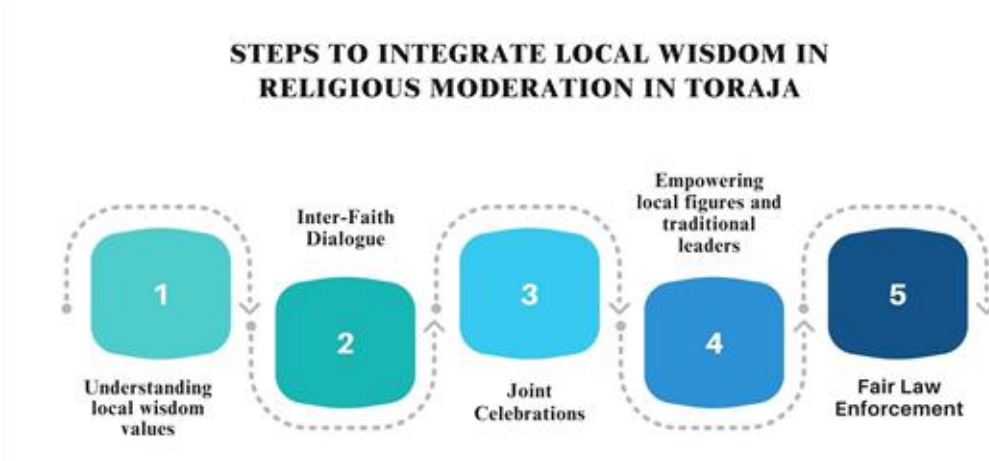 STEPS TO INTEGRATE LOCAL WISDOM IN
RELIGIOUS MODERATION IN TORAJA
1
Understanding
local wisdom
values
Inter-Faith
Dialogue
2
3
Joint
Celebrations
Empowering
local figures and
traditional
leaders
4
5
Fair Law
Enforcement